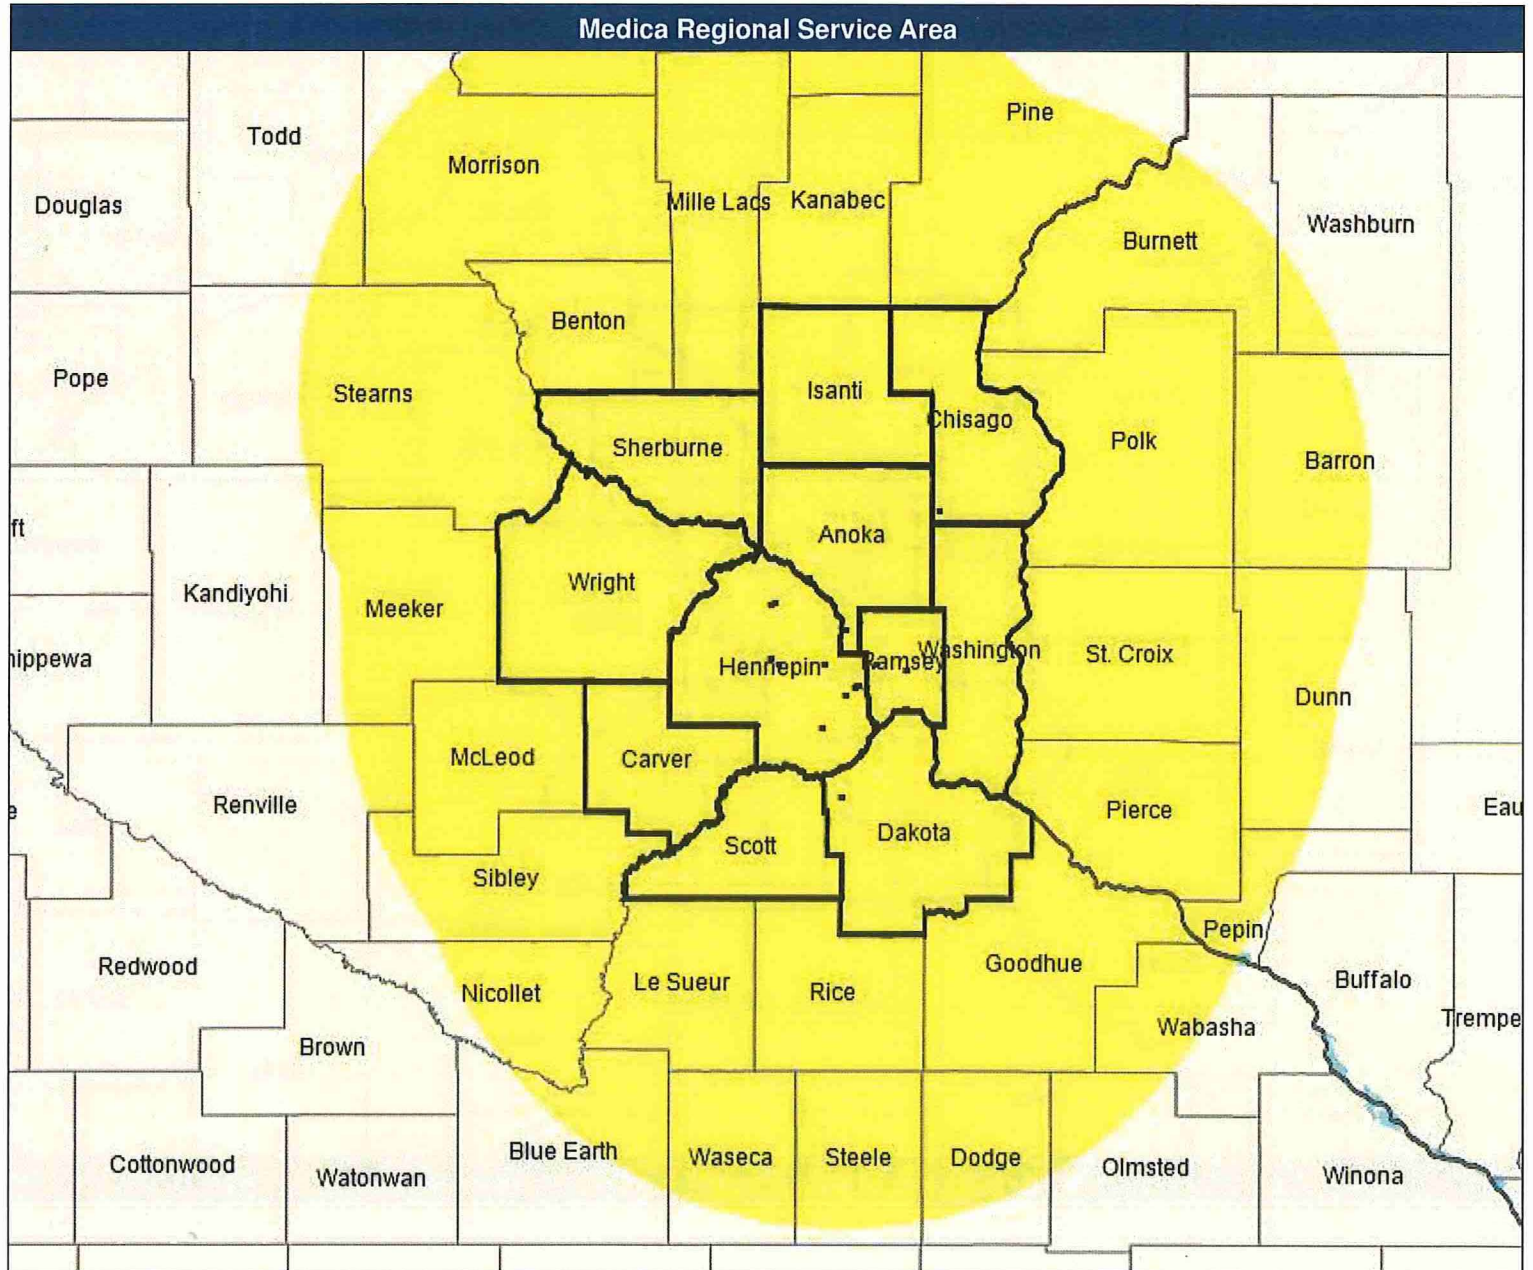 Medica Regional Service Area
Pine
Todd
Morrison
Mille Lacs
Kanabec
Douglas
Washburn
Burnett
Benton
Pope
Stearns
Isanti
Chisago
Sherburne
Polk
Barron
ft
Anoka
Wright
Kandiyohi
Meeker
hippewa
Hennepin
Ramsey
Washington
St. Croix
Dunn
McLeod
Carver
Renville
e
Pierce
Eau
Scott
Dakota
Sibley
Pepin
Redwood
Nicollet
Le Sueur
Rice
Goodhue
Buffalo
Trempe
Wabasha
Brown
Blue Earth
Waseca
Steele
Dodge
Cottonwood
Watonwan
Olmsted
Winona